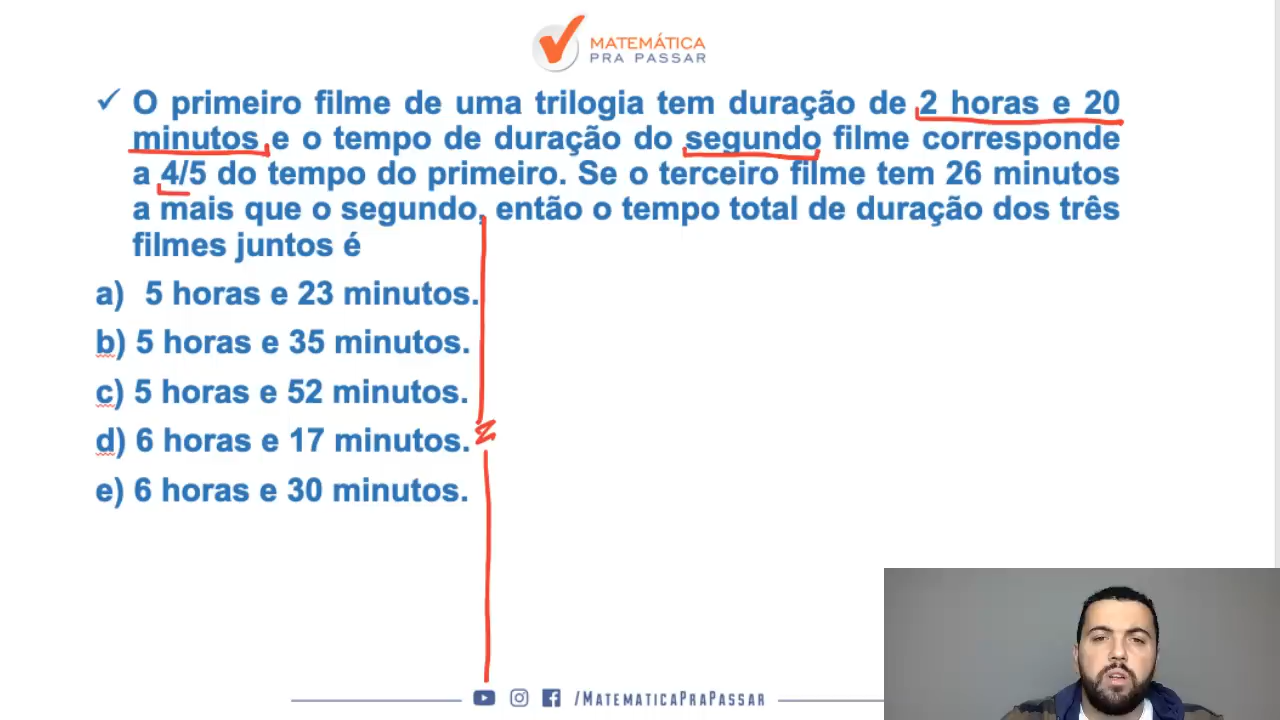 MATEMÁTICA
PRA PASSAR
O primeiro filme de uma trilogia tem duração de 2 horas e 20
minutos e o tempo de duração do segundo filme corresponde
a 4/5 do tempo do primeiro. Se o terceiro filme tem 26 minutos
a mais que o segundo, então o tempo total de duração dos três
filmes juntos é
a) 5 horas e 23 minutos.
b) 5 horas e 35 minutos.
c) 5 horas e 52 minutos.
d) 6 horas e 17 minutos.
e) 6 horas e 30 minutos.
/MATEMATICAPRAPASSAR